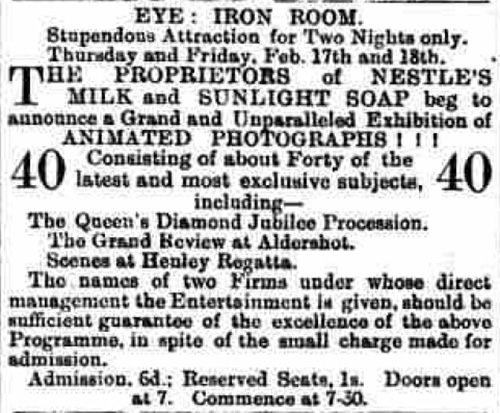 EYE: IRON ROOM.
Stupendous Attraction for Two Nights only.
Thursday and Friday, Feb. 17th and 18th.
THE PROPRIETORS of NESTLE'S
MILK and SUNLIGHT SOAP beg to
announce a Grand and Unparalleled Exhibition of
ANIMATED PHOTOGRAPHS ! ! !
40 Consisting of about Forty of the 40
latest and most exclusive subjects,
including—
The Queen's Diamond Jubilee Procession.
The Grand Review at Aldershot.
Scenes at Henley Regatta.
The names of two Firms under whose direct
management the Entertainment is given, should be
sufficient guarantee of the excellence of the above
Programme, in spite of the small charge made for
admission.
Admission, 6d.; Reserved Seats, 1s. Doors open
at 7. Commence at 7-30.